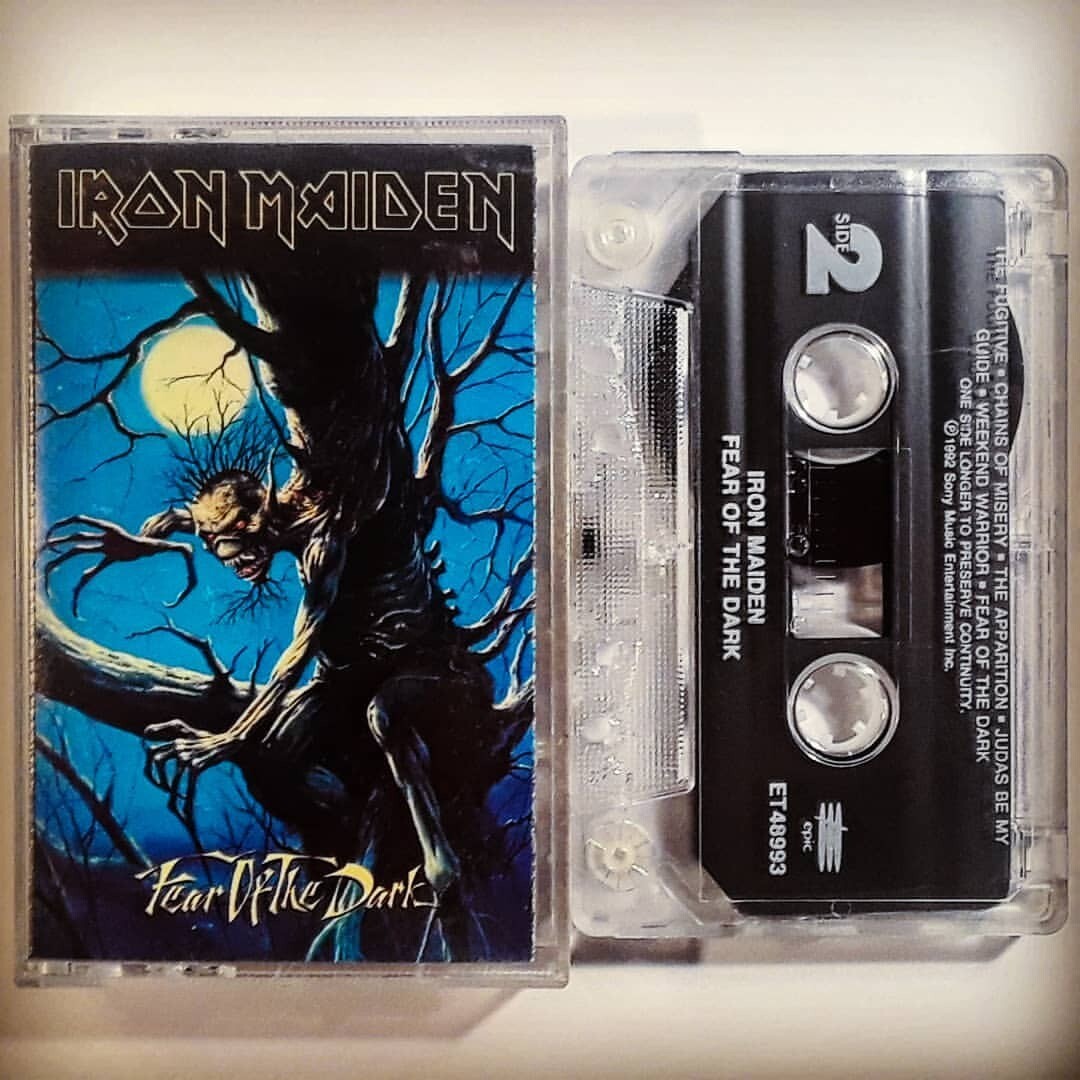 IRON MAIDEN
Fear Of The Dark
SIDE
2
THE FUGITIVE ▪ CHAINS OF MISERY ▪ THE APPARITION ▪ JUDAS BE MY
GUIDE ▪ WEEKEND WARRIOR ▪ FEAR OF THE DARK
ONE SIDE LONGER TO PRESERVE CONTINUITY.
℗1992 Sony Music Entertainment Inc.
IRON MAIDEN
FEAR OF THE DARK
epic
ET48993